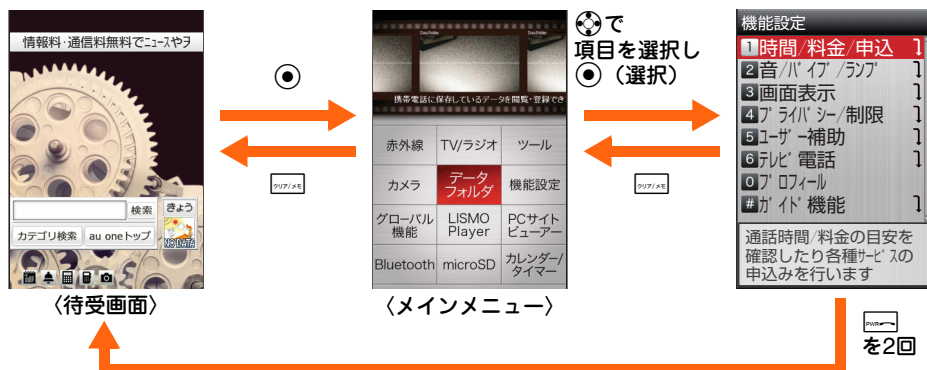 情報料・通信料無料でﾆｭｰｽやｦ
検索
きょう
NO DATA
カテゴリ検索
au oneトップ
〈待受画面〉
クリア/メモ
Data Folder
Data Folder
携帯電話に保存しているデータを閲覧・登録でき
赤外線
TV/ラジオ
ツール
カメラ
データ
フォルダ
機能設定
グローバル
機能
LISMO
Player
PCサイト
ビューアー
Bluetooth
microSD
カレンダー/
タイマー
〈メインメニュー〉
で
項目を選択し
(選択)
クリア/メモ
機能設定
1時間/料金/申込
2音/ﾊﾞｲﾌﾞ/ﾗﾝﾌﾟ
3画面表示
4ﾌﾟﾗｲﾊﾞｼｰ/制限
5ﾕｰｻﾞｰ補助
6ﾃﾚﾋﾞ電話
0ﾌﾟﾛﾌｨｰﾙ
#ｶﾞｲﾄﾞ機能
通話時間/料金の目安を
確認したり各種ｻｰﾋﾞｽの
申込みを行います
PWR
を2回